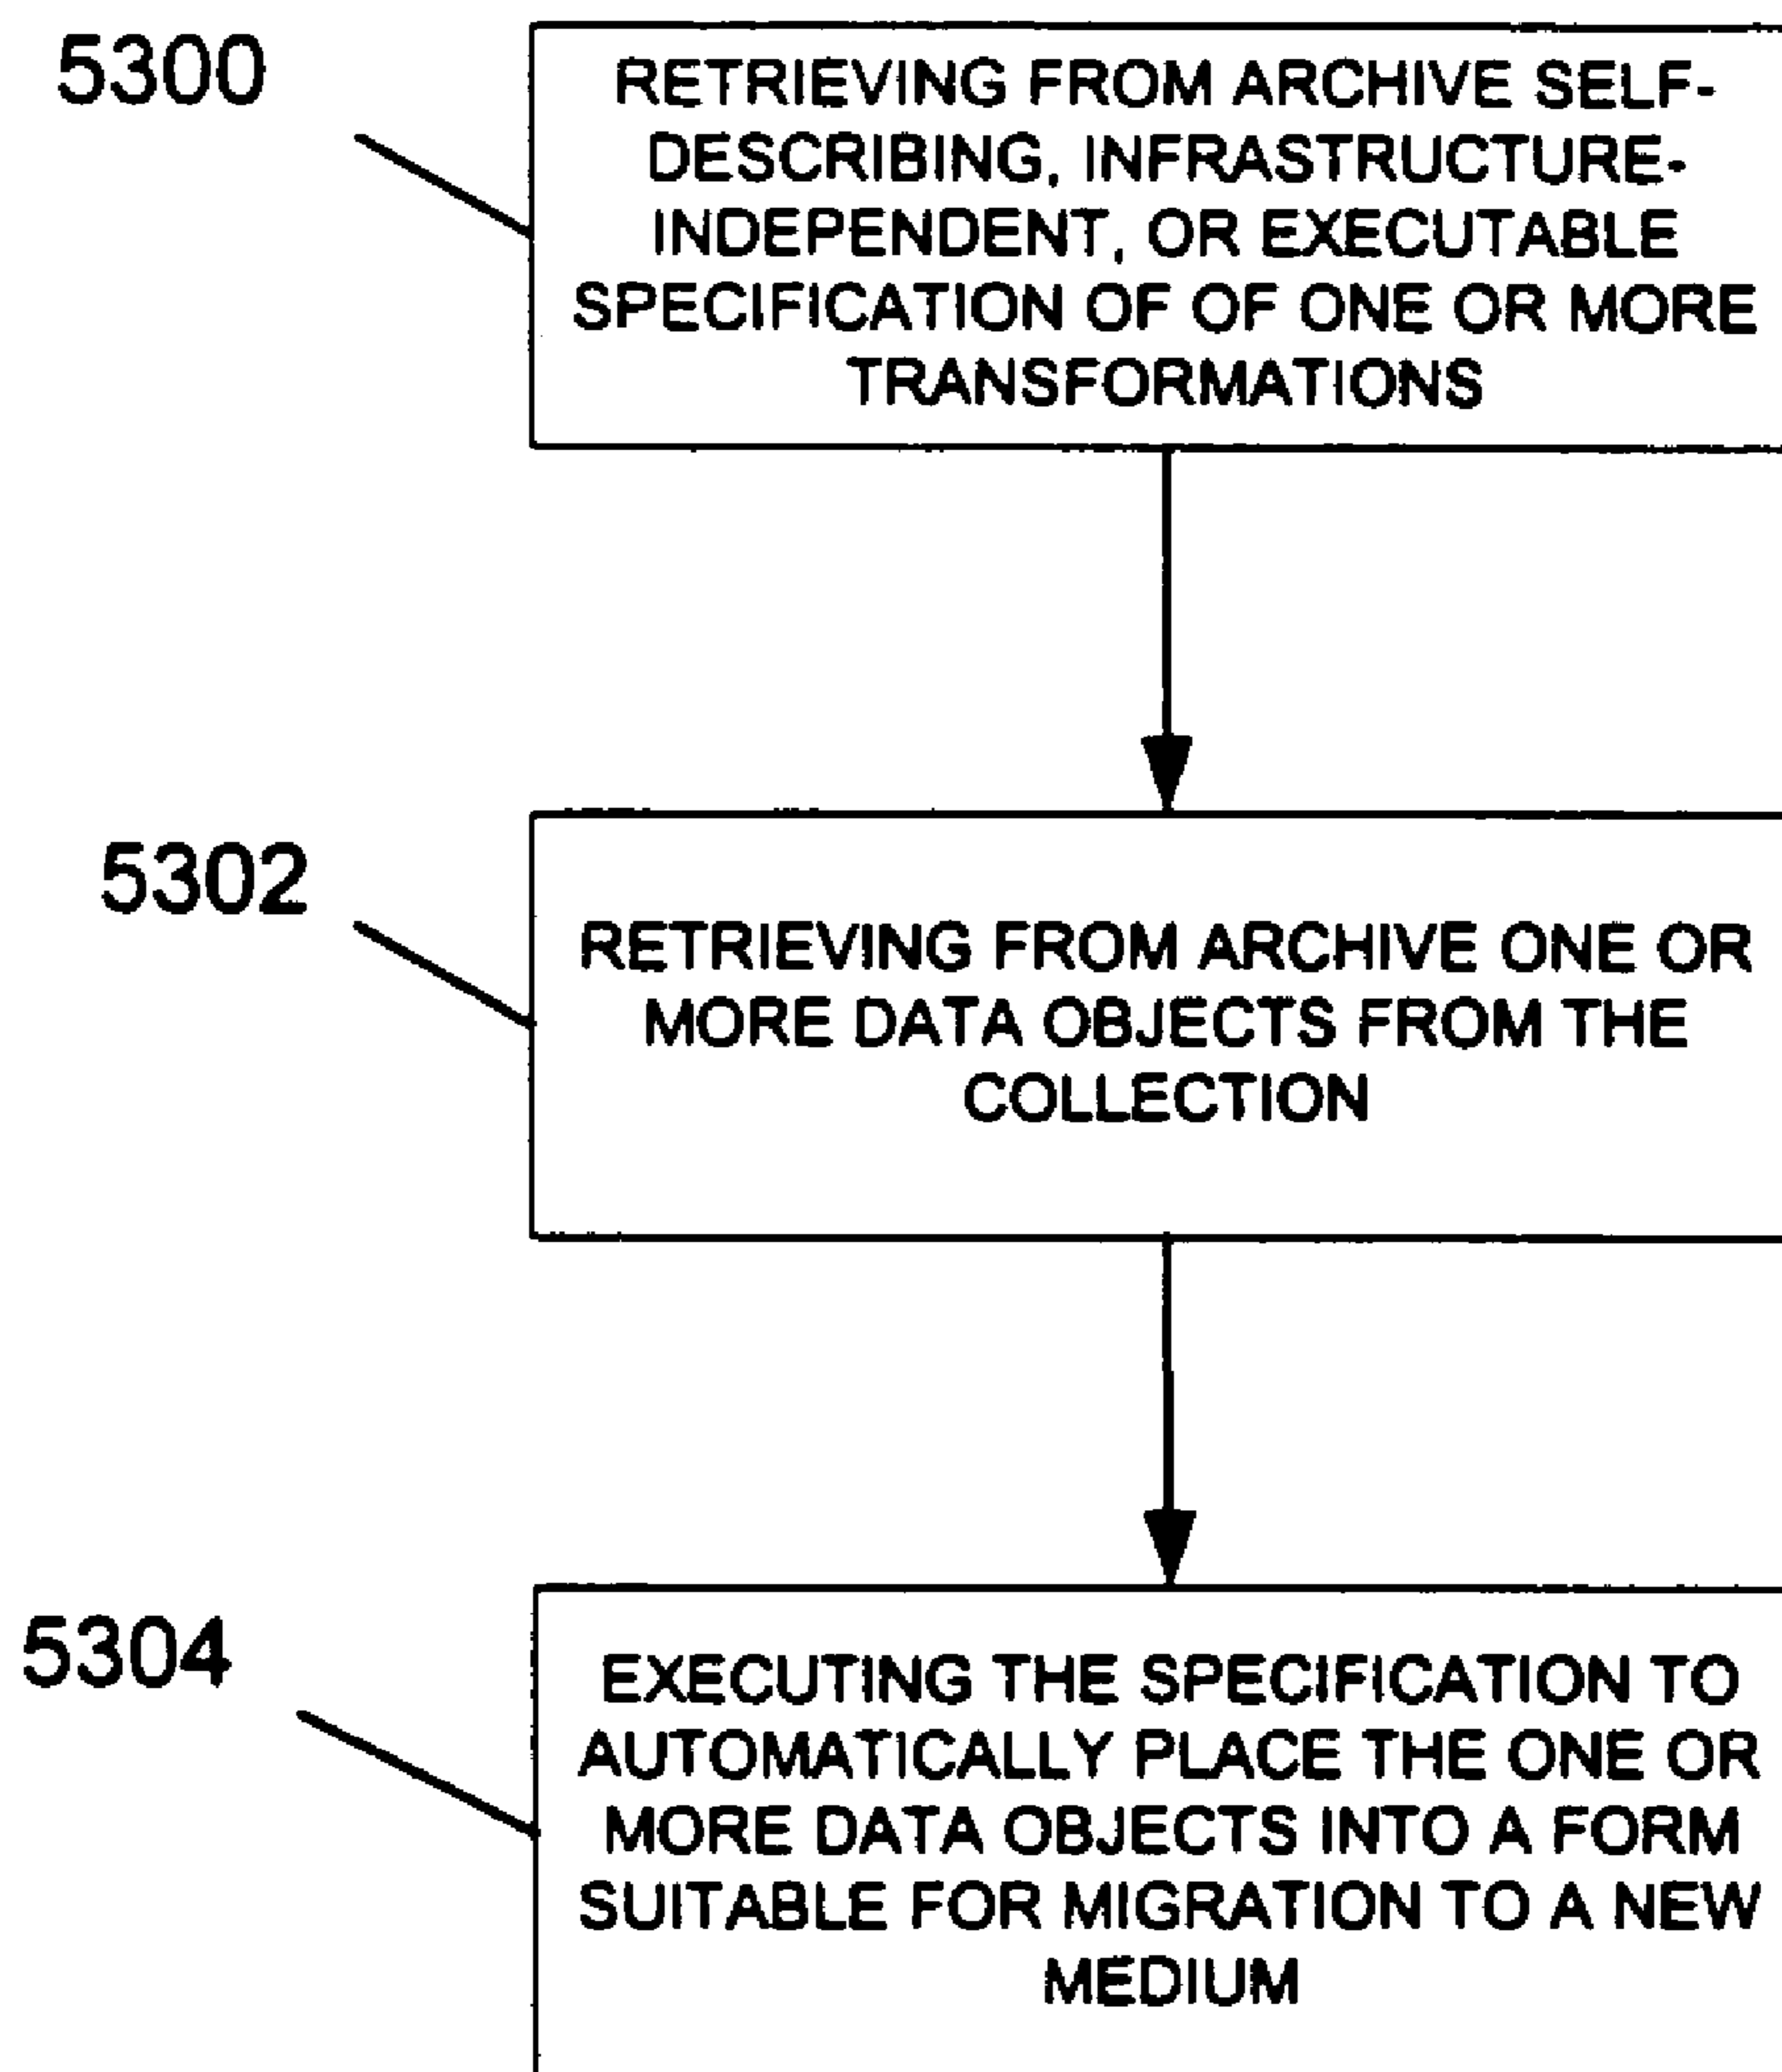 5300
RETRIEVING FROM ARCHIVE SELF-
DESCRIBING, INFRASTRUCTURE-
INDEPENDENT, OR EXECUTABLE
SPECIFICATION OF OF ONE OR MORE
TRANSFORMATIONS
5302
RETRIEVING FROM ARCHIVE ONE OR
MORE DATA OBJECTS FROM THE
COLLECTION
5304
EXECUTING THE SPECIFICATION TO
AUTOMATICALLY PLACE THE ONE OR
MORE DATA OBJECTS INTO A FORM
SUITABLE FOR MIGRATION TO A NEW
MEDIUM